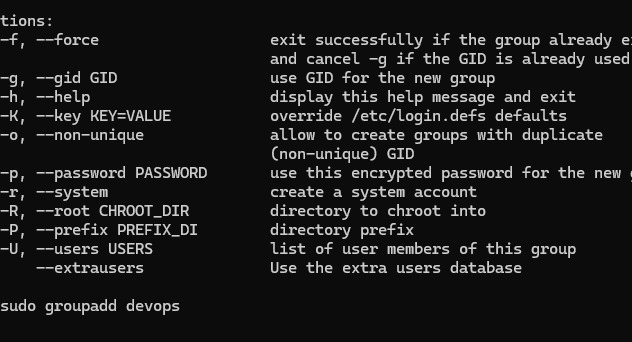 tions:
-f, --force exit successfully if the group already e
and cancel -g if the GID is already used
-g, --gid GID use GID for the new group
-h, --help display this help message and exit
-K, --key KEY=VALUE override /etc/login.defs defaults
-o, --non-unique allow to create groups with duplicate
(non-unique) GID
-p, --password PASSWORD use this encrypted password for the new g
-r, --system create a system account
-R, --root CHROOT_DIR directory to chroot into
-P, --prefix PREFIX_DI directory prefix
-U, --users USERS list of user members of this group
--extrausers Use the extra users database
sudo groupadd devops